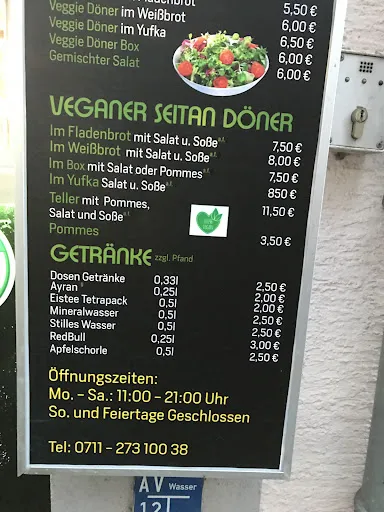 Veggie Döner im Weißbrot 5,50 €
Veggie Döner im Yufka 6,00 €
Veggie Döner Box 6,50 €
Gemischter Salat 6,00 €
6,00 €
VEGANER SEITAN DÖNER
Im Fladenbrot mit Salat u. Soße 7,50 €
Im Weißbrot mit Salat u. Soße 8,00 €
Im Box mit Salat oder Pommes 7,50 €
Im Yufka Salat u. Soße 850 €
Teller mit Pommes,
Salat und Soße 11,50 €
Pommes 3,50 €
GETRÄNKE zzgl. Pfand
Dosen Getränke 0,33l 2,50 €
Ayran 0,25l 2,00 €
Eistee Tetrapack 0,5l 2,00 €
Mineralwasser 0,5l 2,50 €
Stilles Wasser 0,5l 2,50 €
RedBull 0,25l 3,00 €
Apfelschorle 0,5l 2,50 €
Öffnungszeiten:
Mo. - Sa.: 11:00 - 21:00 Uhr
So. und Feiertage Geschlossen
Tel: 0711 - 273 100 38
AV Wasser
12